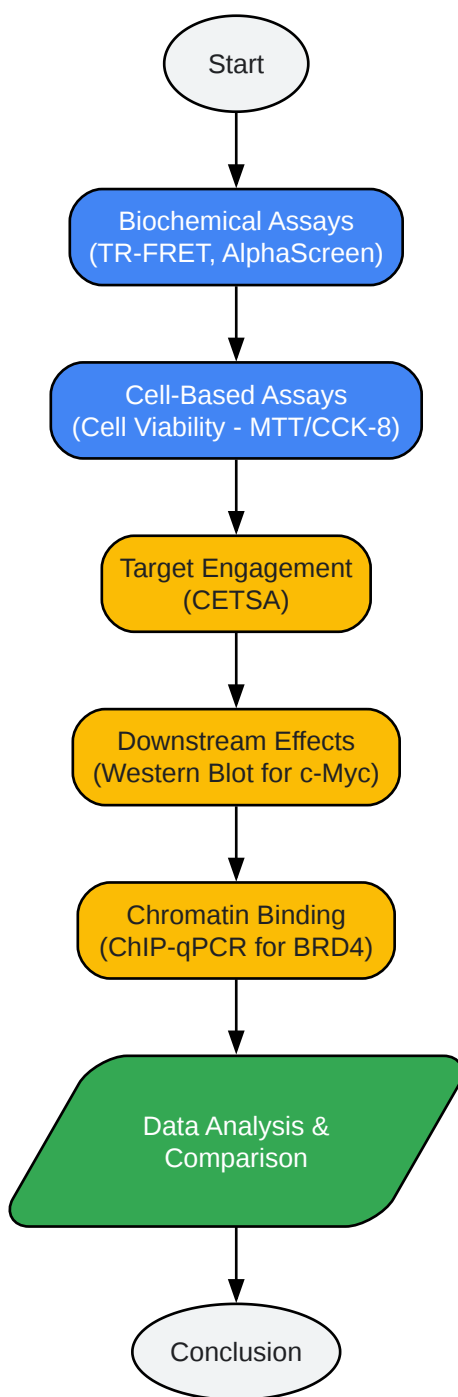 Start
Biochemical Assays
(TR-FRET, AlphaScreen)
Cell-Based Assays
(Cell Viability - MTT/CCK-8)
Target Engagement
(CETSA)
Downstream Effects
(Western Blot for c-Myc)
Chromatin Binding
(ChIP-qPCR for BRD4)
Data Analysis &
Comparison
Conclusion